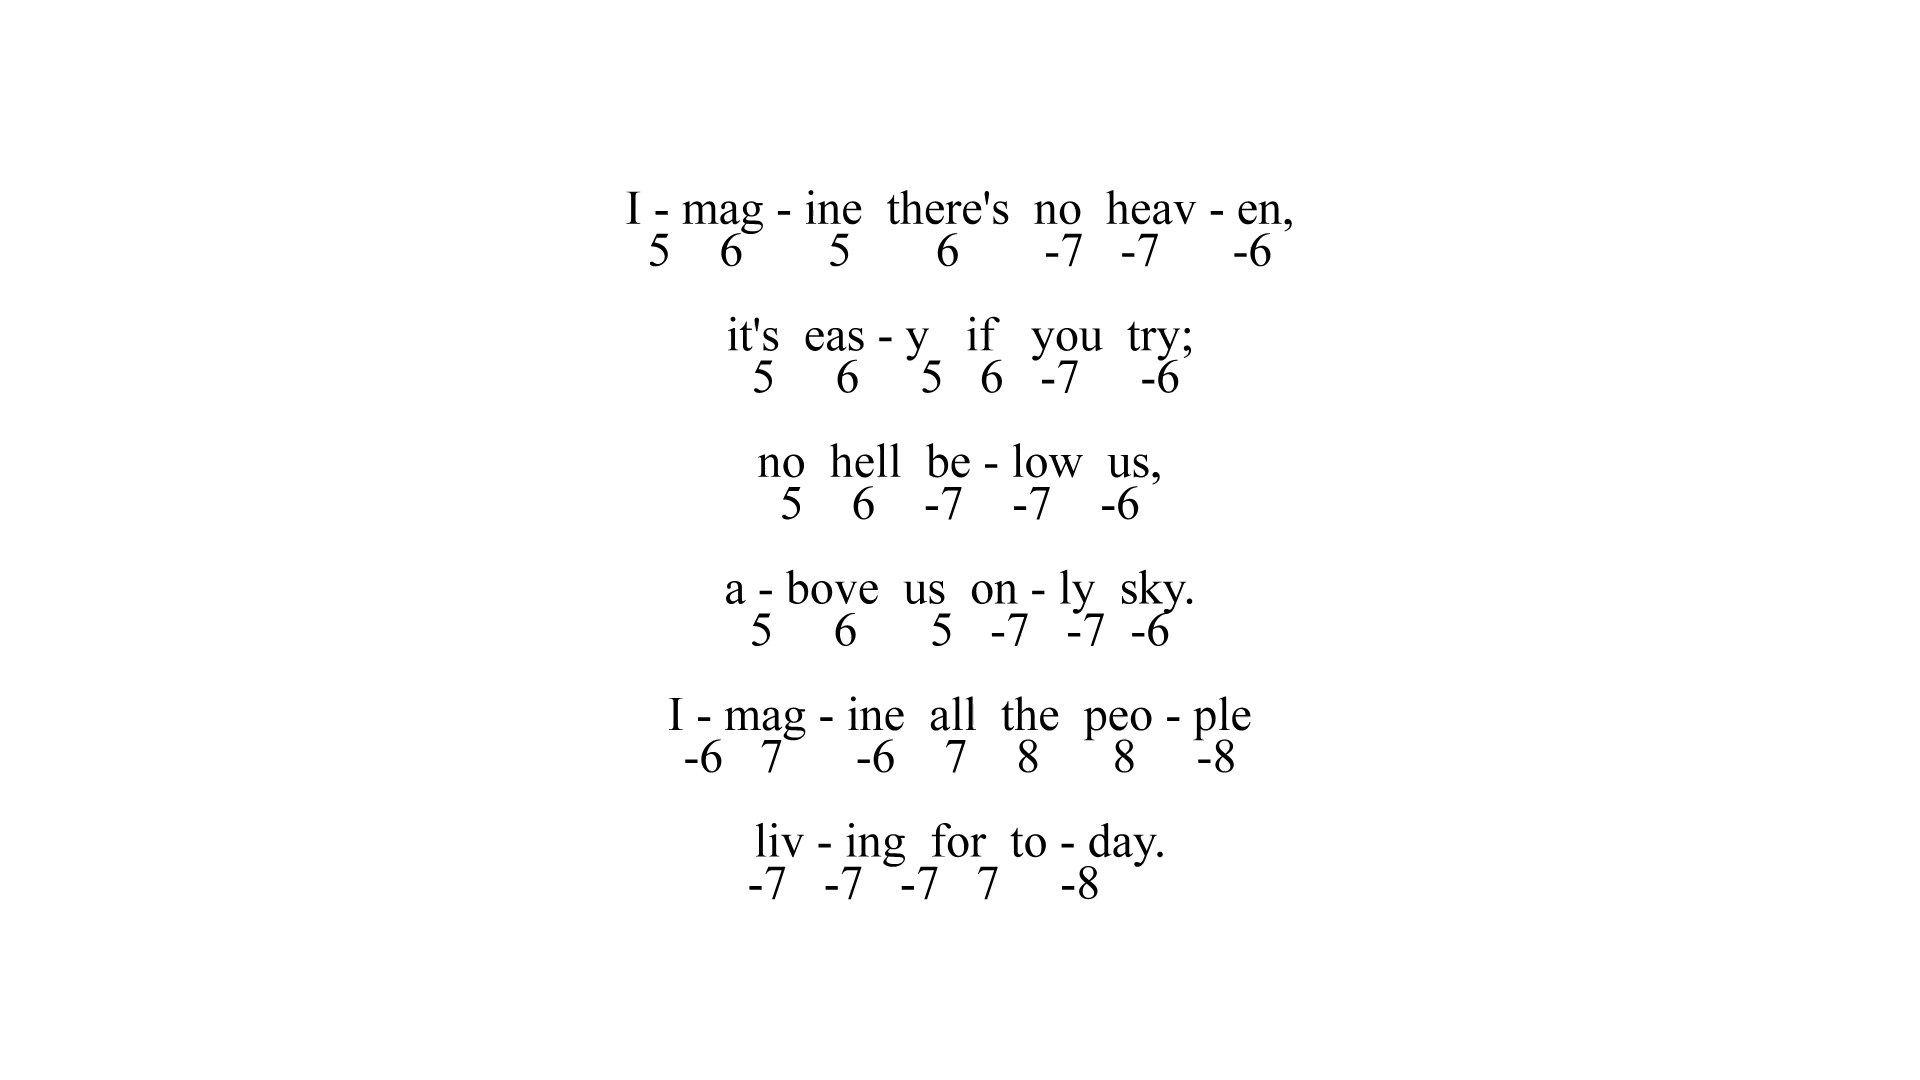 I - mag - ine there's no heav - en,
5 6 5 6 -7 -7 -6
it's eas - y if you try;
5 6 5 6 -7 -6
no hell be - low us,
5 6 -7 -7 -6
a - bove us on - ly sky.
5 6 5 -7 -7 -6
I - mag - ine all the peo - ple
-6 7 -6 7 8 8 -8
liv - ing for to - day.
-7 -7 -7 7 -8